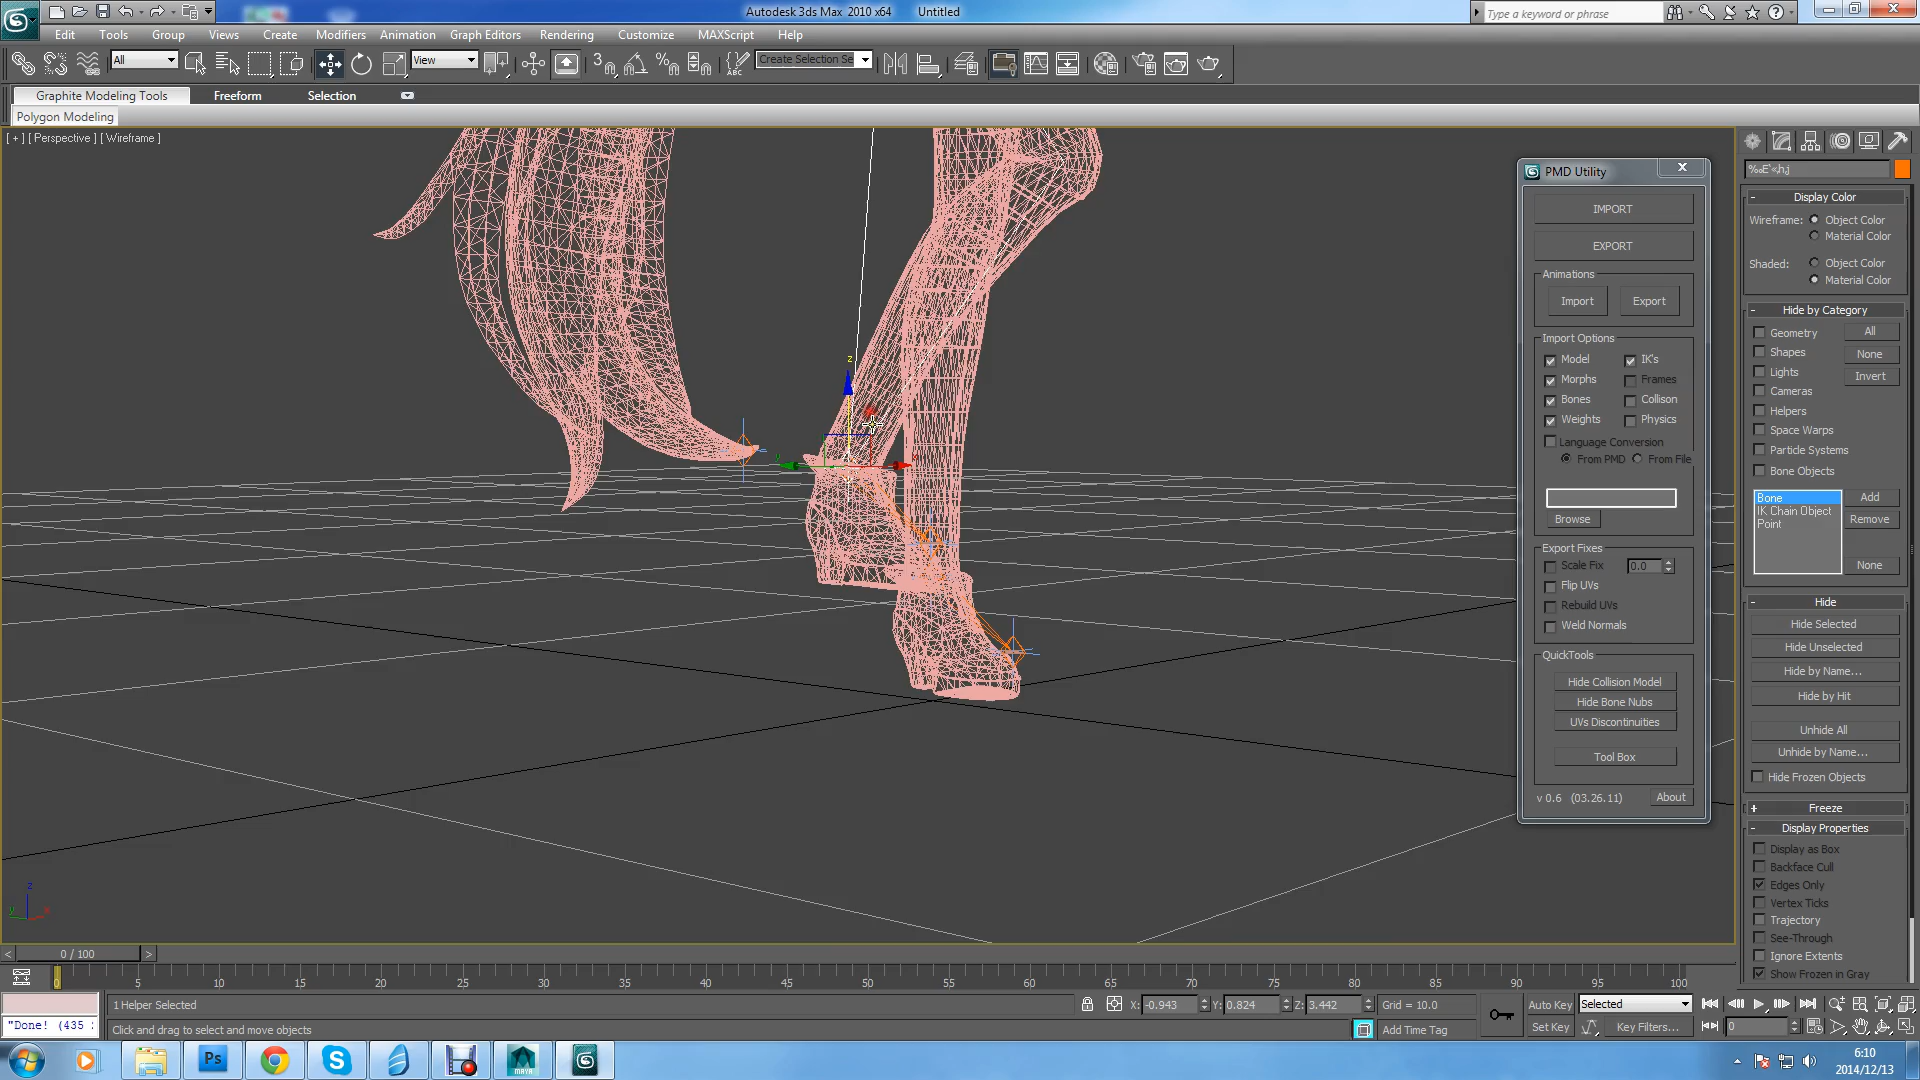 Autodesk 3ds Max 2010 x64 Untitled
Type a keyword or phrase
Edit Tools Group Views Create Modifiers Animation Graph Editors Rendering Customize MAXScript Help
All View Create Selection Se
Graphite Modeling Tools Freeform Selection
Polygon Modeling
[ + ] [ Perspective ] [ Wireframe ]
PMD Utility
IMPORT
EXPORT
Animations
Import Export
Import Options
Model IK's
Morphs Frames
Bones Collison
Weights Physics
Language Conversion
From PMD From File
Browse
Export Fixes
Scale Fix 0.0
Flip UVs
Rebuild UVs
Weld Normals
QuickTools
Hide Collision Model
Hide Bone Nubs
UVs Discontinuities
Tool Box
v 0.6 (03.26.11) About
Display Color
Wireframe: Object Color
Material Color
Shaded: Object Color
Material Color
Hide by Category
Geometry All
Shapes None
Lights Invert
Cameras
Helpers
Space Warps
Particle Systems
Bone Objects
Bone Add
IK Chain Object
Point Remove
None
Hide
Hide Selected
Hide Unselected
Hide by Name...
Hide by Hit
Unhide All
Unhide by Name...
Hide Frozen Objects
Freeze
Display Properties
Display as Box
Backface Cull
Edges Only
Vertex Ticks
Trajectory
See-Through
Ignore Extents
Show Frozen in Gray
z
x
y
z
y x
< 0 / 100 >
0 5 10 15 20 25 30 35 40 45 50 55 60 65 70 75 80 85 90 95 100
1 Helper Selected X: -0.943 Y: 0.824 Z: 3.442 Grid = 10.0 Auto Key Selected
"Done! (435 Click and drag to select and move objects Add Time Tag Set Key Key Filters... 0
Ps S MAYA
6:10
2014/12/13